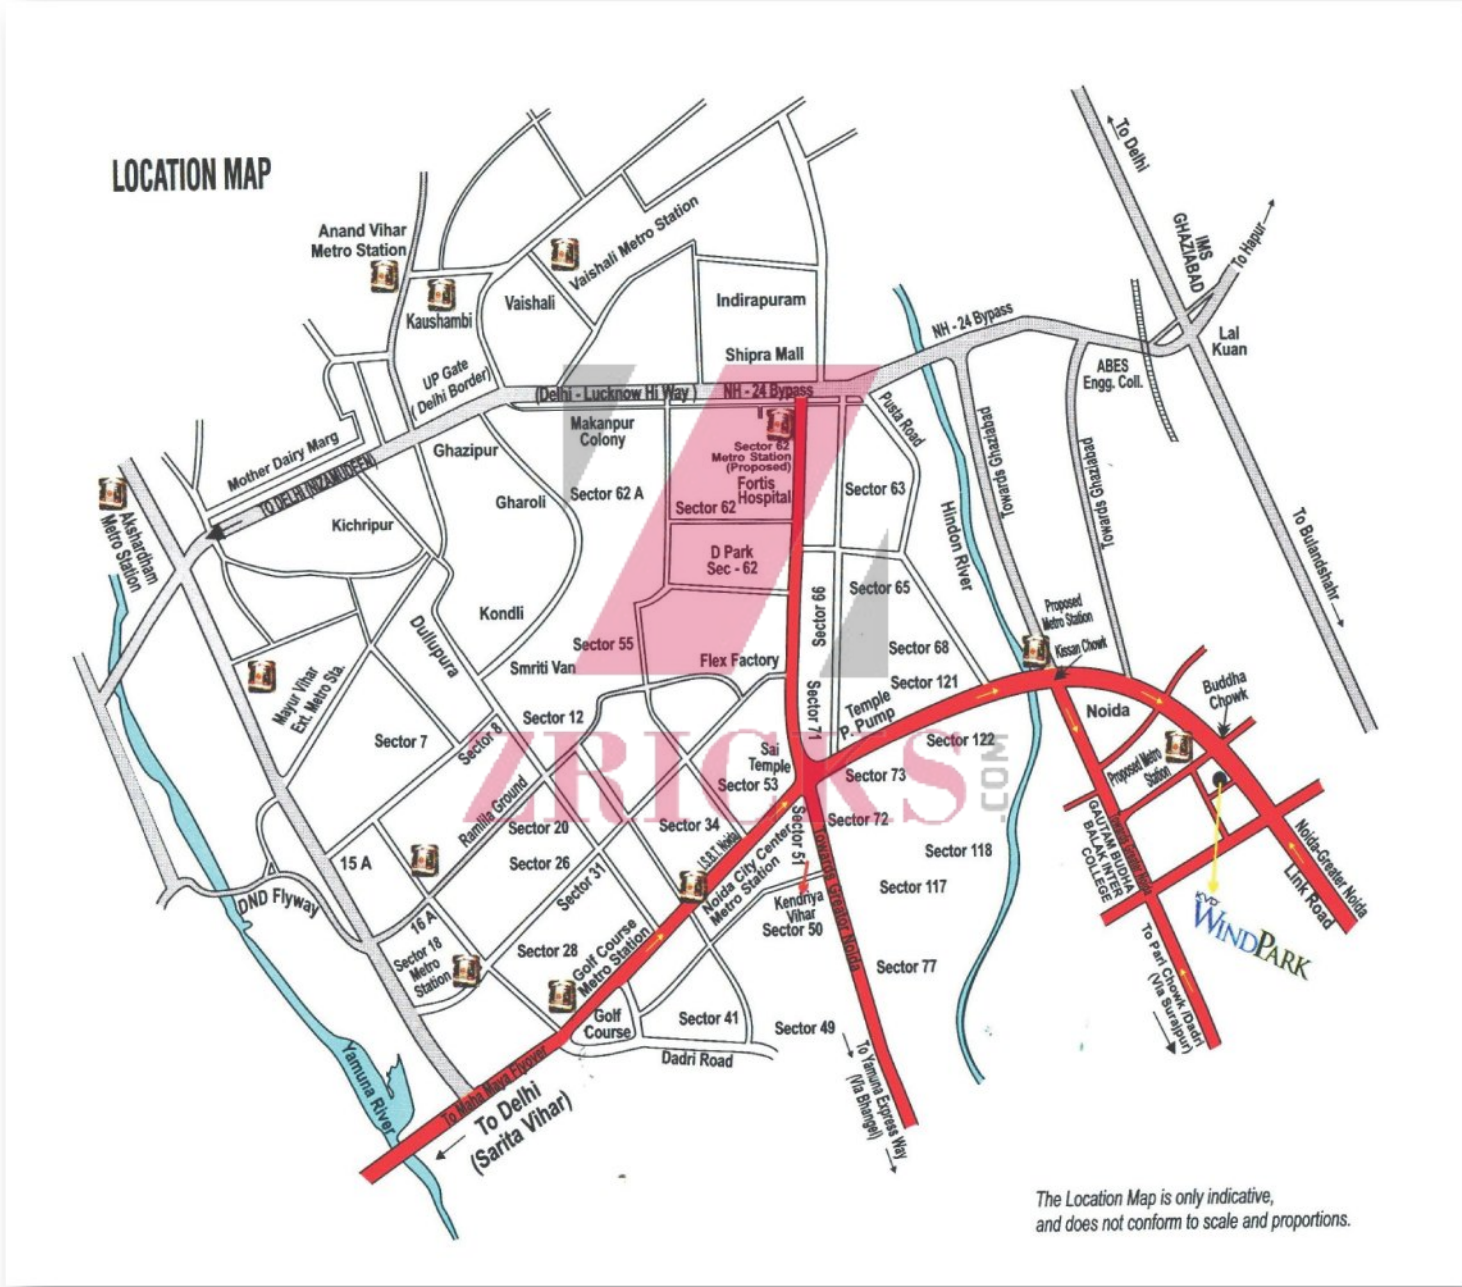 LOCATION MAP
Anand Vihar
Metro Station
Kaushambi
Vaishali
Vaishali Metro Station
Indirapuram
Shipra Mall
UP Gate
( Delhi Border)
(Delhi - Lucknow Hi Way )
NH - 24 Bypass
NH - 24 Bypass
To Delhi
IMS
GHAZIABAD
To Hapur
Lal
Kuan
ABES
Engg. Coll.
To Bulandshahr
Mother Dairy Marg
TO DELHI (NIZAMUDEEN)
Akshardham
Metro Station
Ghazipur
Gharoli
Kichripur
Kondli
Dullupura
Smriti Van
Makanpur
Colony
Sector 62 A
Sector 62
Metro Station
(Proposed)
Fortis
Hospital
Sector 62
D Park
Sec - 62
Pusta Road
Sector 63
Sector 65
Sector 66
Sector 68
Sector 121
Hindon River
Towards Ghaziabad
Towards Ghaziabad
Proposed
Metro Station
Kissan Chowk
Sector 55
Flex Factory
Sector 12
Sector 71
Temple
P. Pump
Sector 122
Noida
Buddha
Chowk
Proposed Metro
Station
Mayur Vihar
Ext. Metro Sta.
Sector 7
Sector 8
Sai
Temple
Sector 53
Sector 73
ZRICKS
.COM
Ramlila Ground
Sector 20
Sector 34
I.S.B.T. Noida
Sector 51
Sector 72
Towards Greater Noida
Sector 118
15 A
Sector 26
Sector 31
Noida City Center
Metro Station
Kendriya
Vihar
Sector 50
Sector 117
GAUTAM BUDHA
BALAK INTER
COLLEGE
Towards Greater Noida
Noida-Greater Noida
Link Road
KVD
WINDPARK
DND Flyway
16 A
Sector 18
Metro
Station
Sector 28
Golf Course
Metro Station
Golf
Course
Sector 41
Sector 77
Sector 49
Dadri Road
To Pari Chowk /Dadri
(Via Surajpur)
To Yamuna Express Way
(Via Bhangel)
Yamuna River
To Maha Maya Flyover
To Delhi
(Sarita Vihar)
The Location Map is only indicative,
and does not conform to scale and proportions.